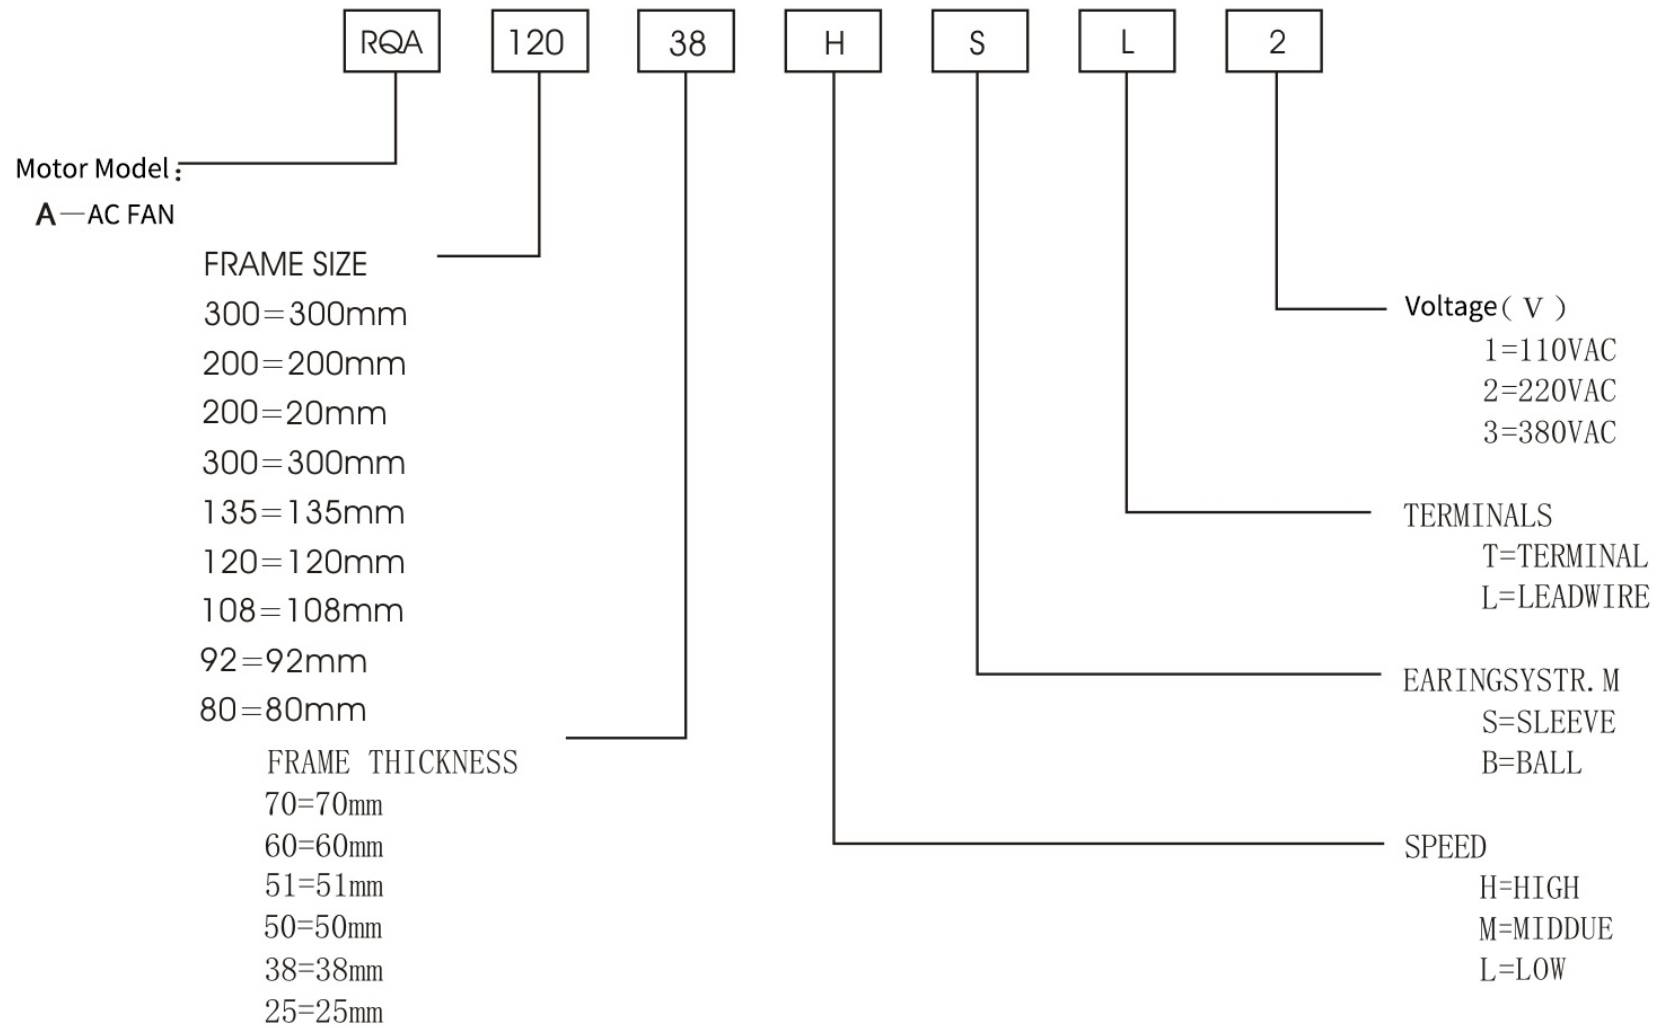 RQA 120 38 H S L 2
Motor Model:
A—AC FAN
FRAME SIZE
300=300mm
200=200mm
200=20mm
300=300mm
135=135mm
120=120mm
108=108mm
92=92mm
80=80mm
FRAME THICKNESS
70=70mm
60=60mm
51=51mm
50=50mm
38=38mm
25=25mm
Voltage( V )
1=110VAC
2=220VAC
3=380VAC
TERMINALS
T=TERMINAL
L=LEADWIRE
EARINGSYSTR. M
S=SLEEVE
B=BALL
SPEED
H=HIGH
M=MIDDUE
L=LOW